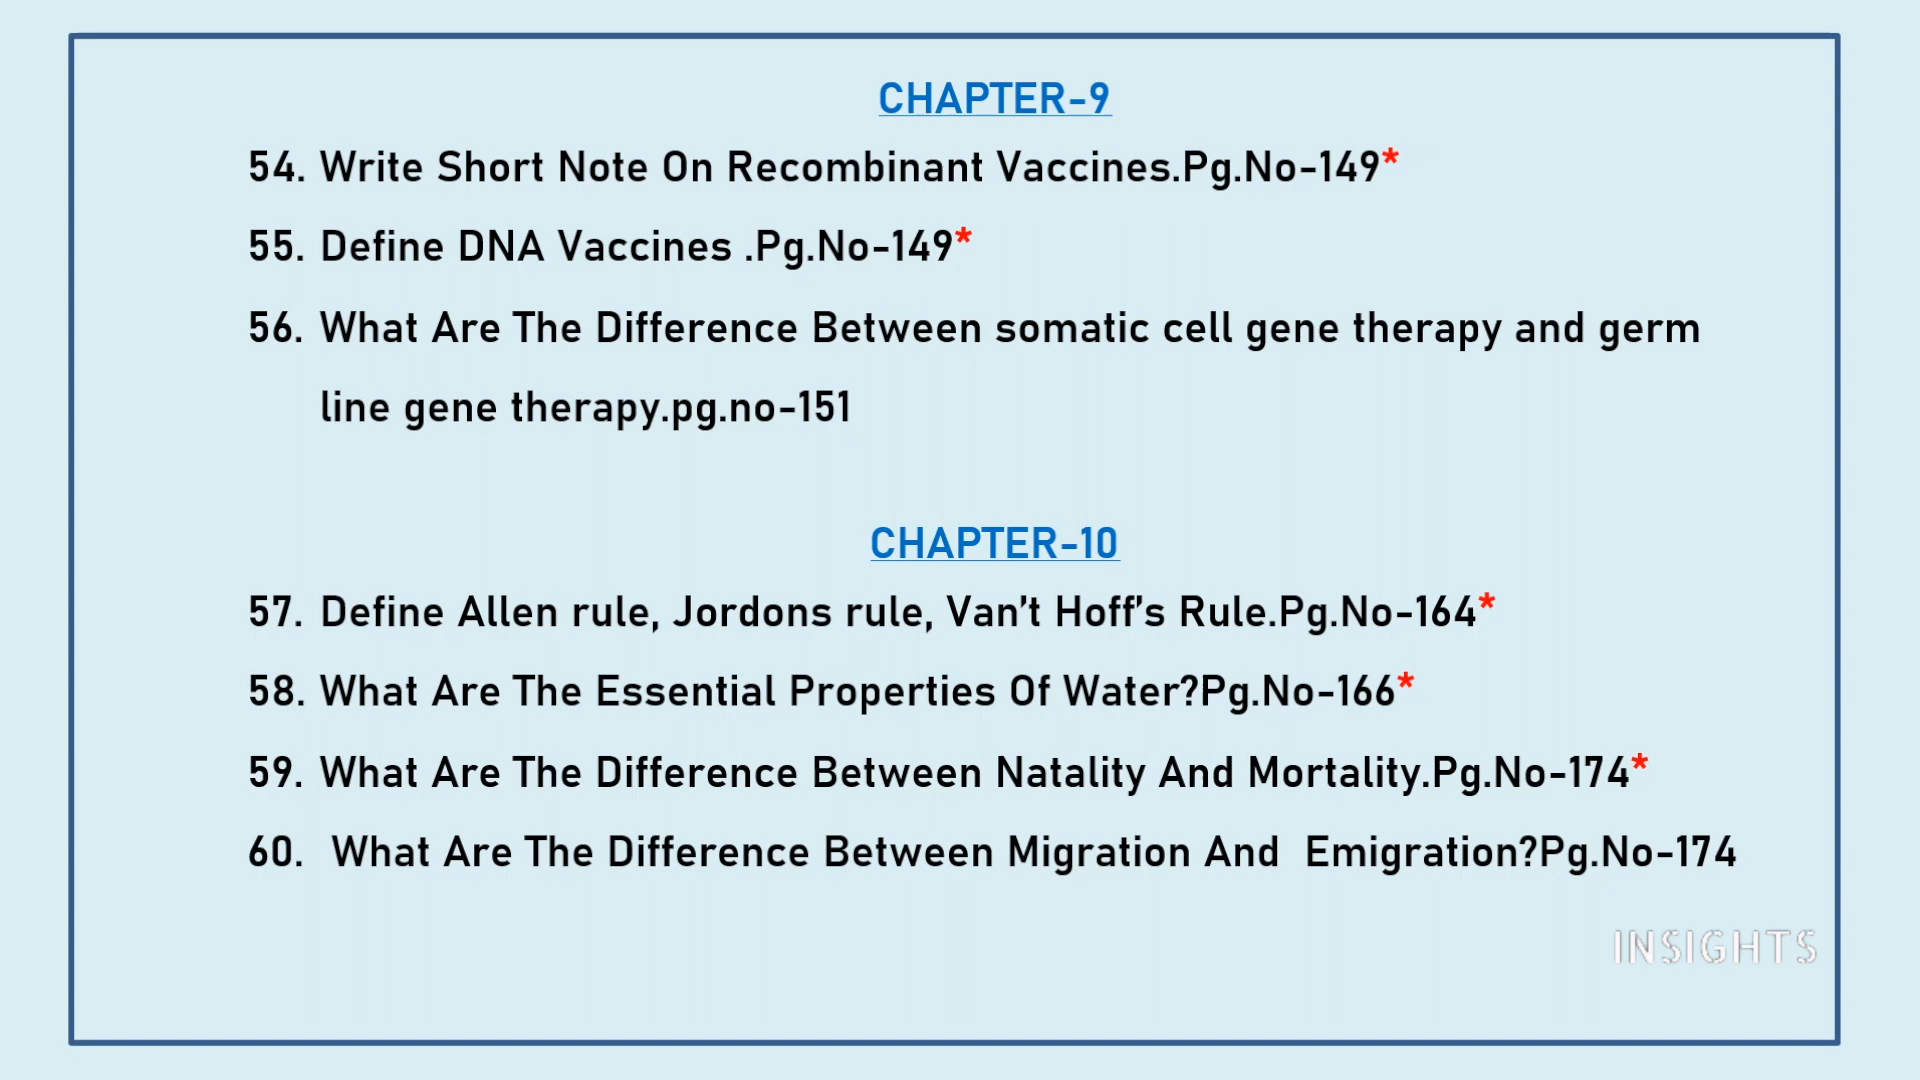 CHAPTER-9
54. Write Short Note On Recombinant Vaccines.Pg.No-149*
55. Define DNA Vaccines .Pg.No-149*
56. What Are The Difference Between somatic cell gene therapy and germ
line gene therapy.pg.no-151
CHAPTER-10
57. Define Allen rule, Jordons rule, Van’t Hoff’s Rule.Pg.No-164*
58. What Are The Essential Properties Of Water?Pg.No-166*
59. What Are The Difference Between Natality And Mortality.Pg.No-174*
60. What Are The Difference Between Migration And Emigration?Pg.No-174
INSIGHTS